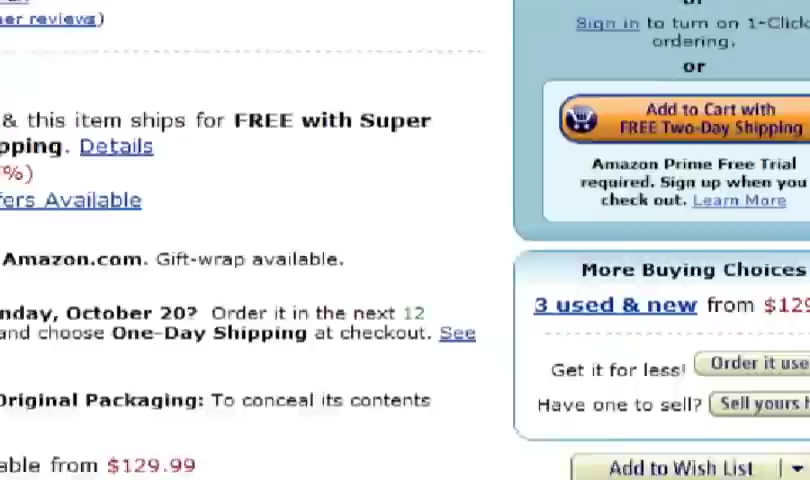 er reviews)
& this item ships for FREE with Super
pping. Details
%)
fers Available
Amazon.com. Gift-wrap available.
nday, October 20? Order it in the next 12
and choose One-Day Shipping at checkout. See
Original Packaging: To conceal its contents
able from $129.99
or
Sign in to turn on 1-Click
ordering.
or
Add to Cart with
FREE Two-Day Shipping
Amazon Prime Free Trial
required. Sign up when you
check out. Learn More
More Buying Choices
3 used & new from $129
Get it for less! Order it use
Have one to sell? Sell yours h
Add to Wish List